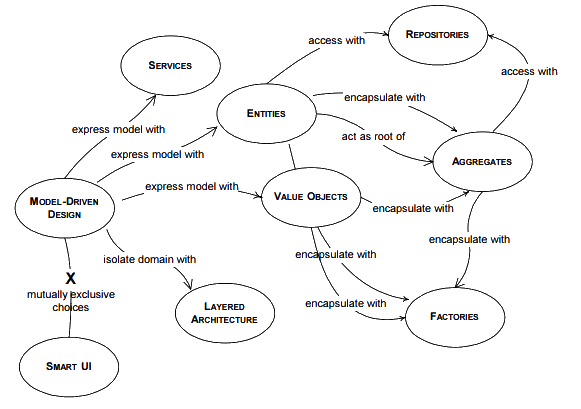 REPOSITORIES
access with
SERVICES
access with
encapsulate with
ENTITIES
express model with
act as root of
express model with
AGGREGATES
express model with
VALUE OBJECTS
MODEL-DRIVEN
DESIGN
encapsulate with
encapsulate with
encapsulate with
isolate domain with
X
mutually exclusive
choices
encapsulate with
LAYERED
ARCHITECTURE
FACTORIES
SMART UI